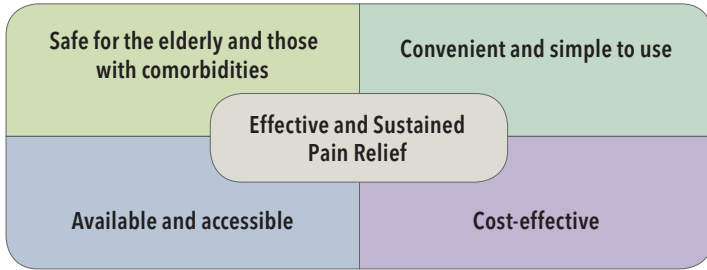 Safe for the elderly and those
with comorbidities
Convenient and simple to use
Effective and Sustained
Pain Relief
Available and accessible
Cost-effective